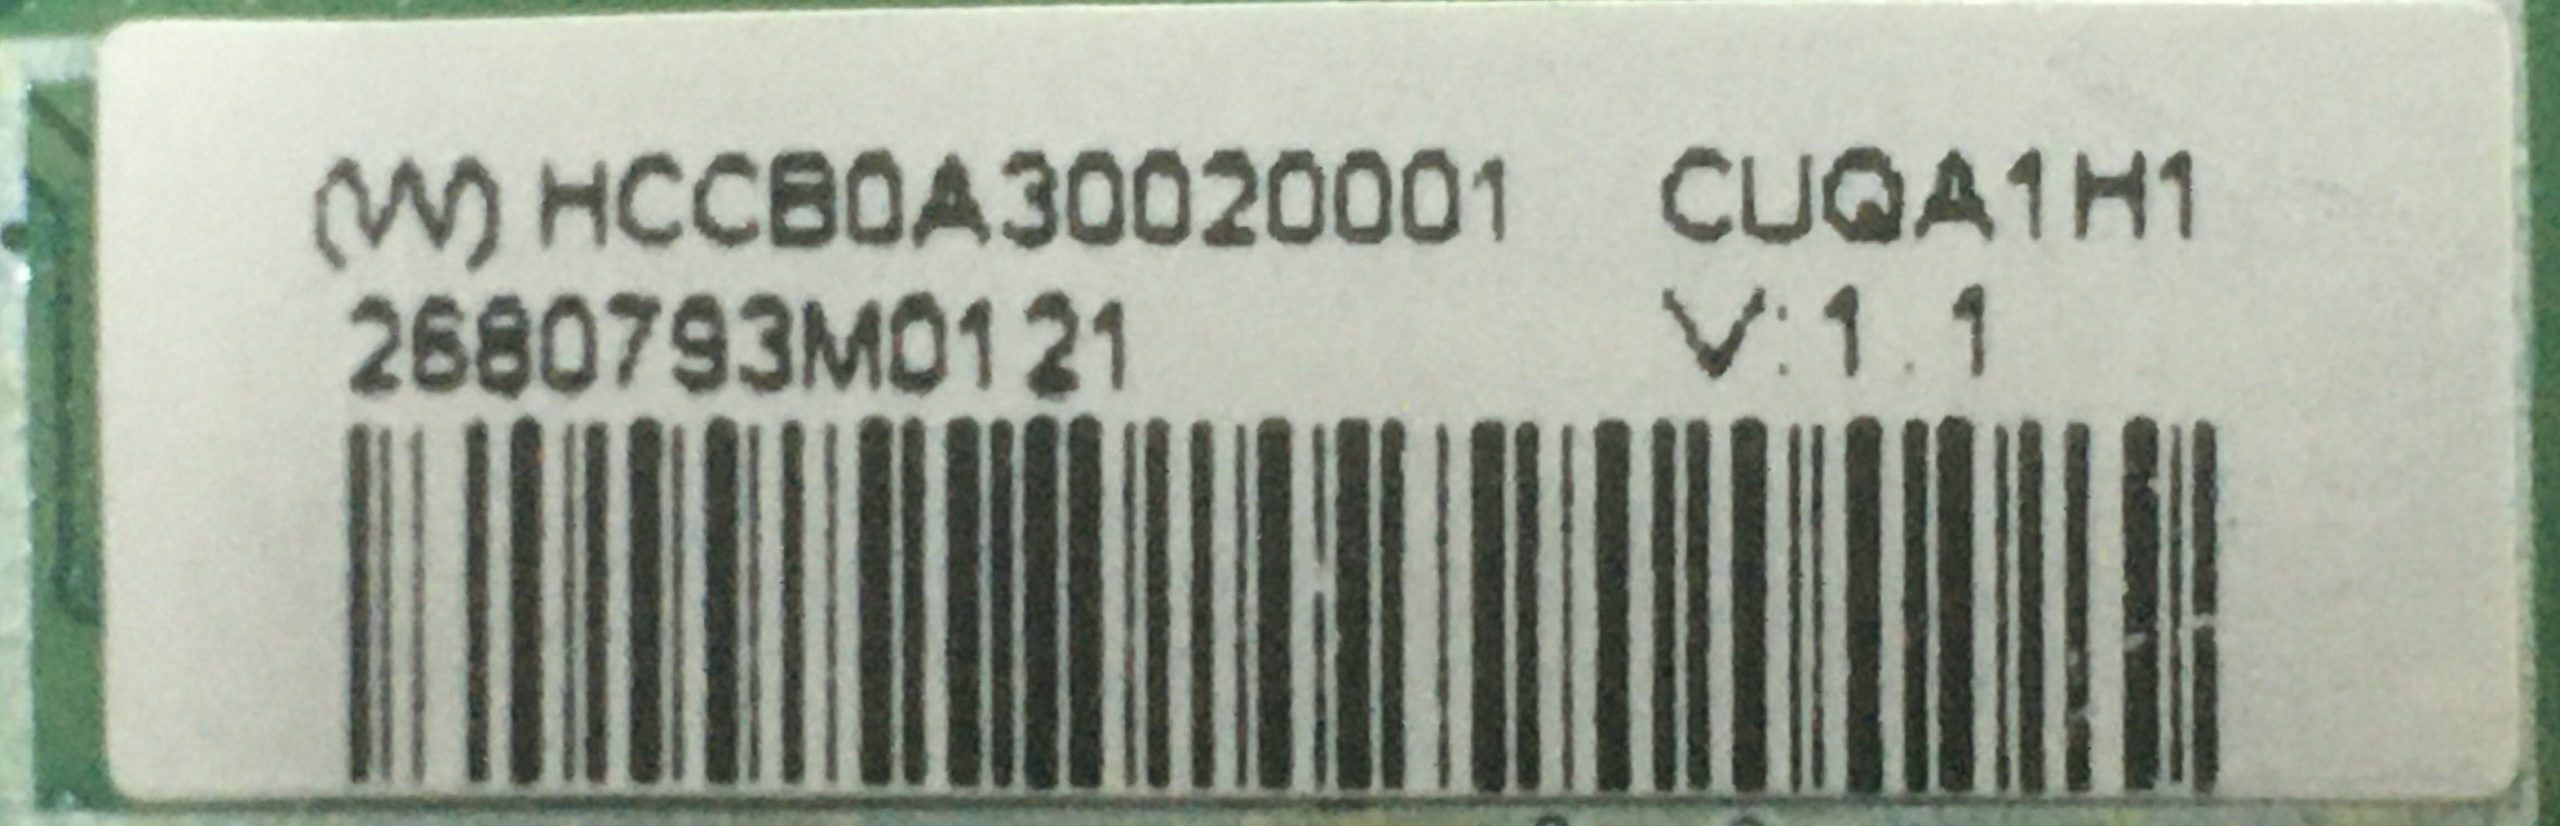 (W) HCCB0A30020001 CUQA1H1
2680793M0121 V:1.1